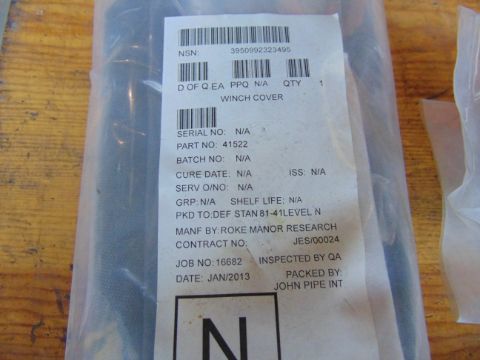 NSN: 3950992323495
D OF Q.EA PPQ N/A QTY 1
WINCH COVER
SERIAL NO: N/A
PART NO: 41522
BATCH NO: N/A
CURE DATE: N/A ISS: N/A
SERV O/NO: N/A
GRP: N/A SHELF LIFE: N/A
PKD TO:DEF STAN 81-41LEVEL N
MANF BY: ROKE MANOR RESEARCH
CONTRACT NO: JES/00024
JOB NO:16682 INSPECTED BY QA
DATE: JAN/2013 PACKED BY:
JOHN PIPE INT
N